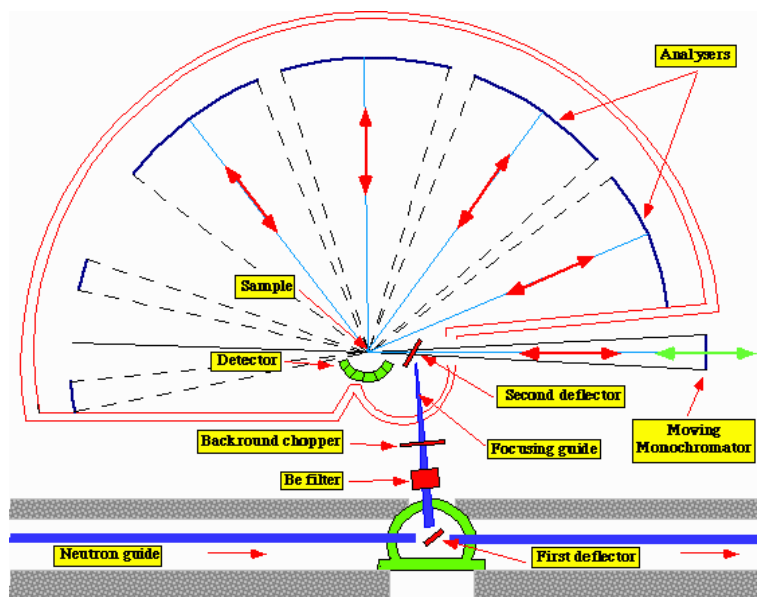 Analysers
Sample
Detector
Second deflector
Moving
Monochromator
Backround chopper
Focusing guide
Be filter
Neutron guide
First deflector